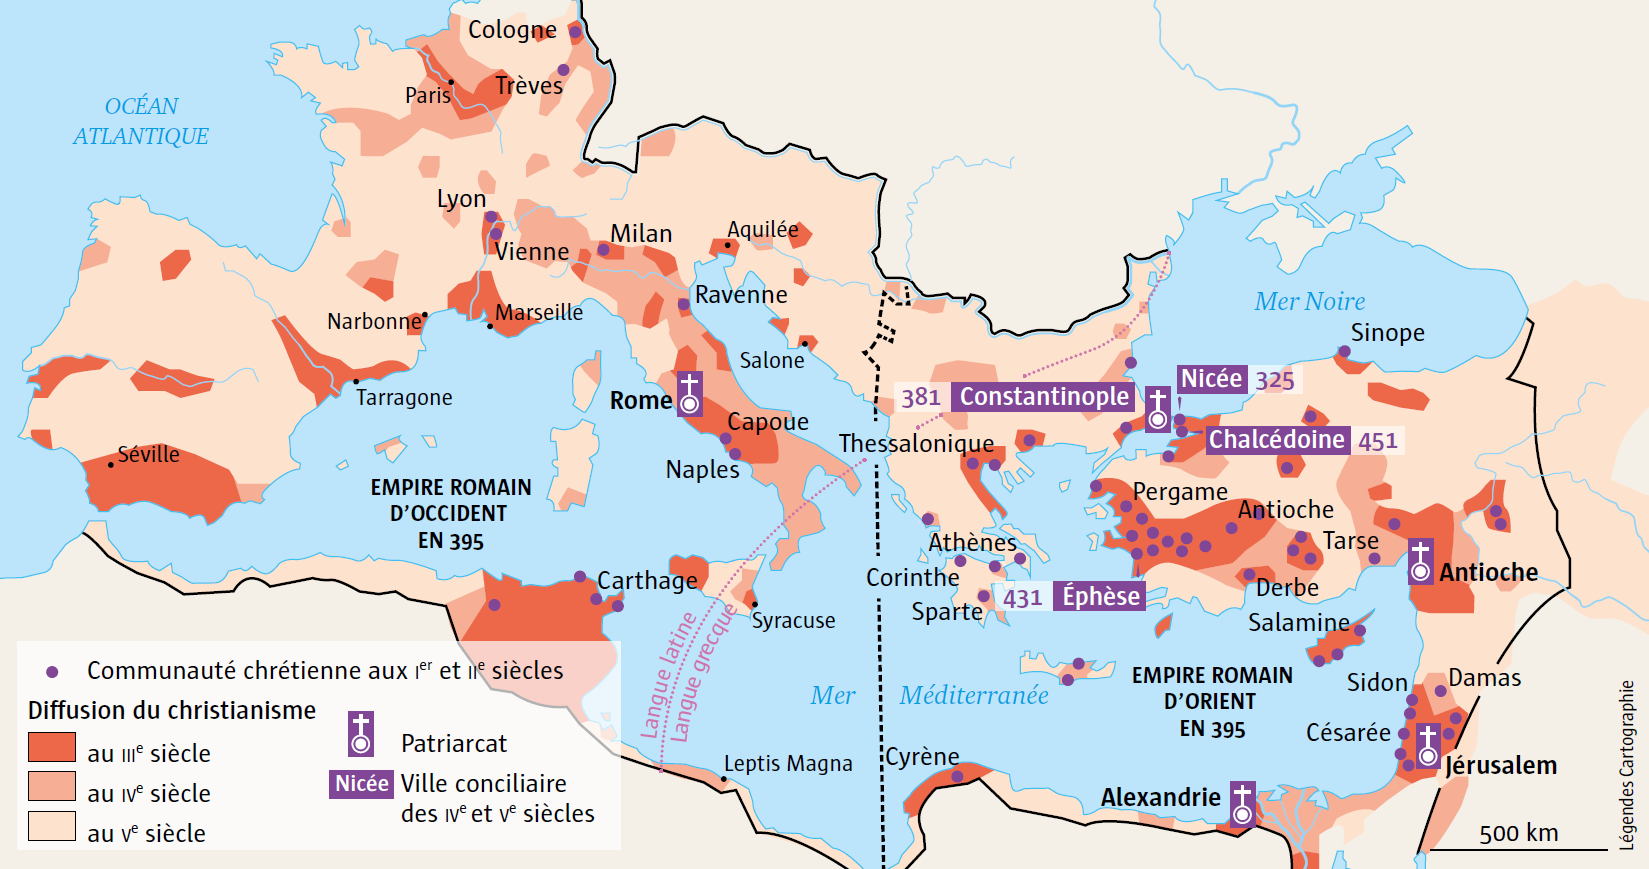 Cologne
Trèves
Paris
OCÉAN
ATLANTIQUE
Lyon
Vienne
Milan
Aquilée
Ravenne
Narbonne
Marseille
Mer Noire
Sinope
Salone
Tarragone
Rome
Capoue
Naples
381 Constantinople
Nicée 325
Chalcédoine 451
Thessalonique
Séville
EMPIRE ROMAIN
D'OCCIDENT
EN 395
Pergame
Antioche
Tarse
Athènes
Corinthe
Sparte
431 Éphèse
Derbe
Antioche
Carthage
Syracuse
Salamine
Langue latine
Langue grecque
Mer Méditerranée
EMPIRE ROMAIN
D'ORIENT
EN 395
Sidon
Damas
Césarée
Jérusalem
Leptis Magna
Cyrène
Alexandrie
500 km
Communauté chrétienne aux Ier et IIe siècles
Diffusion du christianisme
au IIIe siècle
au IVe siècle
au Ve siècle
Patriarcat
Nicée Ville conciliaire
des IVe et Ve siècles
Légendes Cartographie